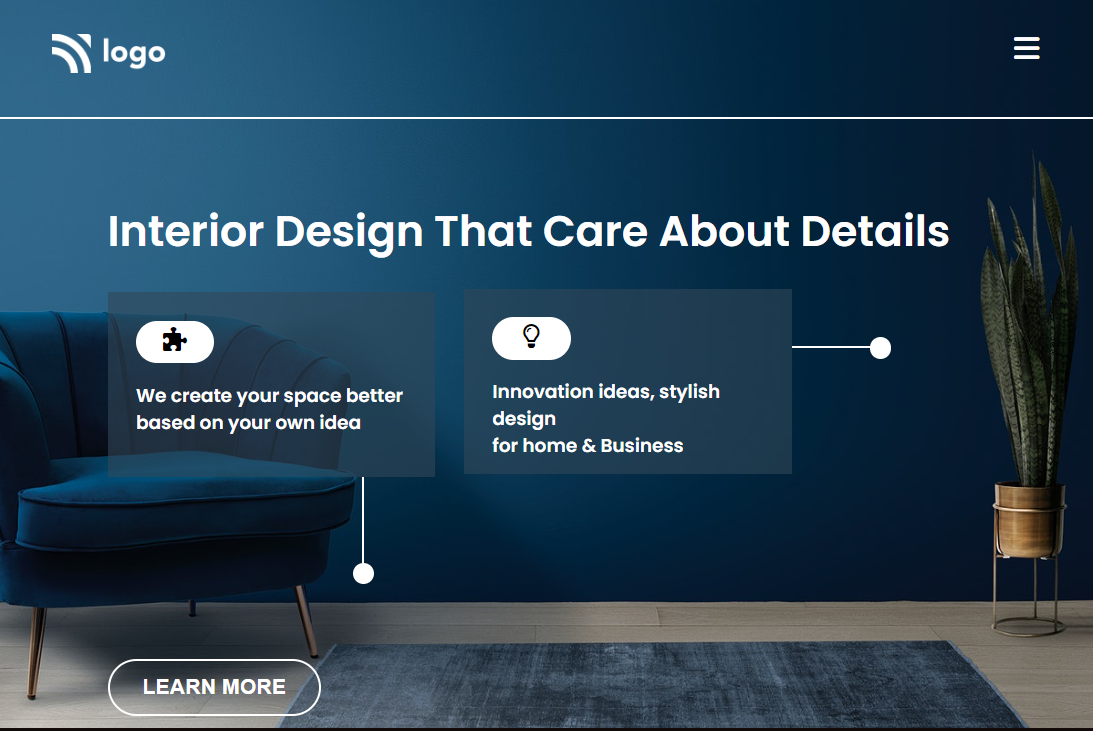 logo
Interior Design That Care About Details
We create your space better
based on your own idea
Innovation ideas, stylish
design
for home & Business
LEARN MORE